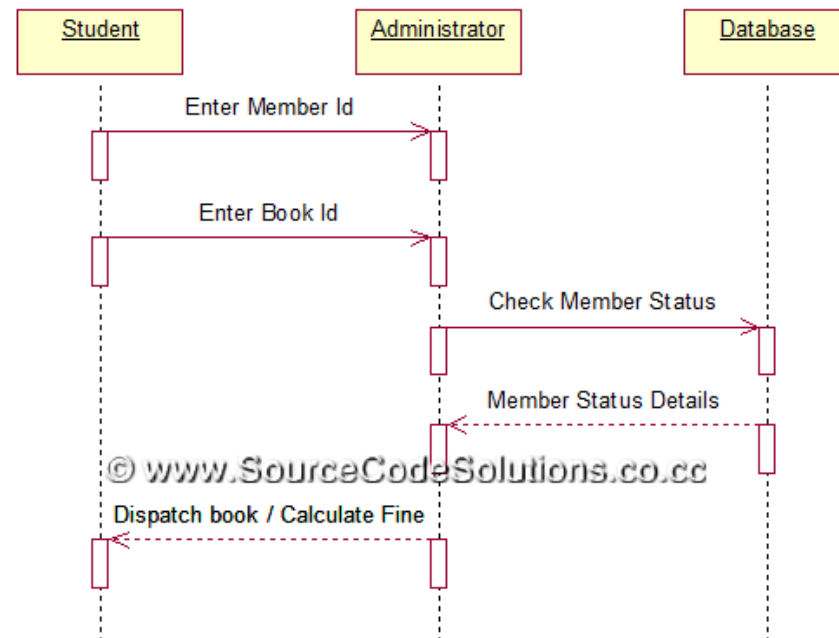 Student
Administrator
Database
Enter Member Id
Enter Book Id
Check Member Status
Member Status Details
© www.SourceCodeSolutions.co.cc
Dispatch book / Calculate Fine